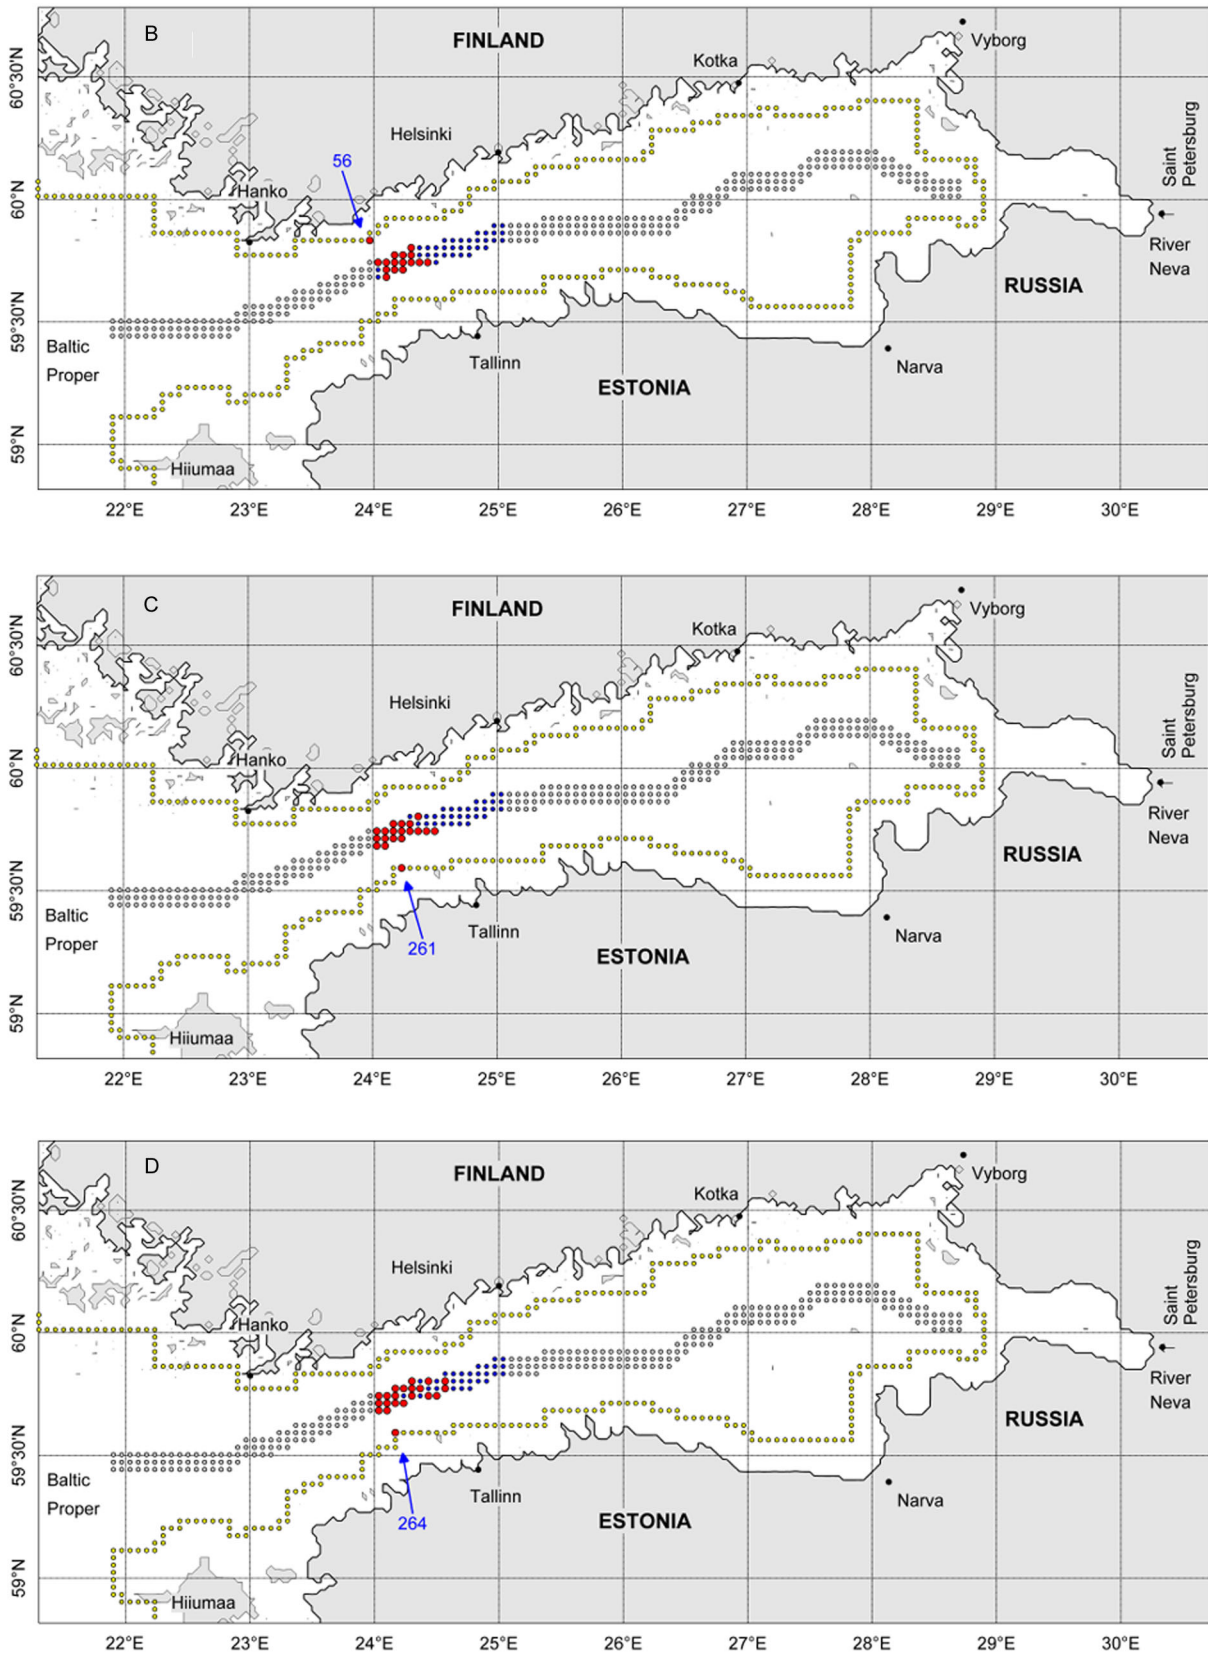 B
FINLAND
Vyborg
Kotka
60°30'N
Helsinki
Saint
Petersburg
56
Hanko
60°N
River
Neva
RUSSIA
59°30'N
Baltic
Proper
Tallinn
Narva
ESTONIA
59°N
Hiiumaa
22°E 23°E 24°E 25°E 26°E 27°E 28°E 29°E 30°E
C
FINLAND
Vyborg
Kotka
60°30'N
Helsinki
Saint
Petersburg
Hanko
60°N
River
Neva
RUSSIA
59°30'N
Baltic
Proper
Tallinn
261
Narva
ESTONIA
59°N
Hiiumaa
22°E 23°E 24°E 25°E 26°E 27°E 28°E 29°E 30°E
D
FINLAND
Vyborg
Kotka
60°30'N
Helsinki
Saint
Petersburg
Hanko
60°N
River
Neva
RUSSIA
59°30'N
Baltic
Proper
Tallinn
Narva
264
ESTONIA
59°N
Hiiumaa
22°E 23°E 24°E 25°E 26°E 27°E 28°E 29°E 30°E